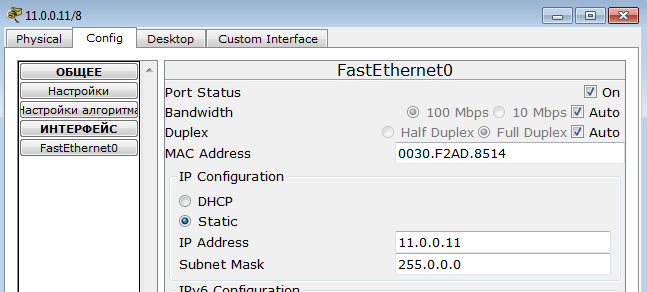 11.0.0.11/8
Physical Config Desktop Custom Interface
ОБЩЕЕ
Настройки
Настройки алгоритма
ИНТЕРФЕЙС
FastEthernet0
FastEthernet0
Port Status On
Bandwidth 100 Mbps 10 Mbps Auto
Duplex Half Duplex Full Duplex Auto
MAC Address 0030.F2AD.8514
IP Configuration
DHCP
Static
IP Address 11.0.0.11
Subnet Mask 255.0.0.0
IPv6 Configuration